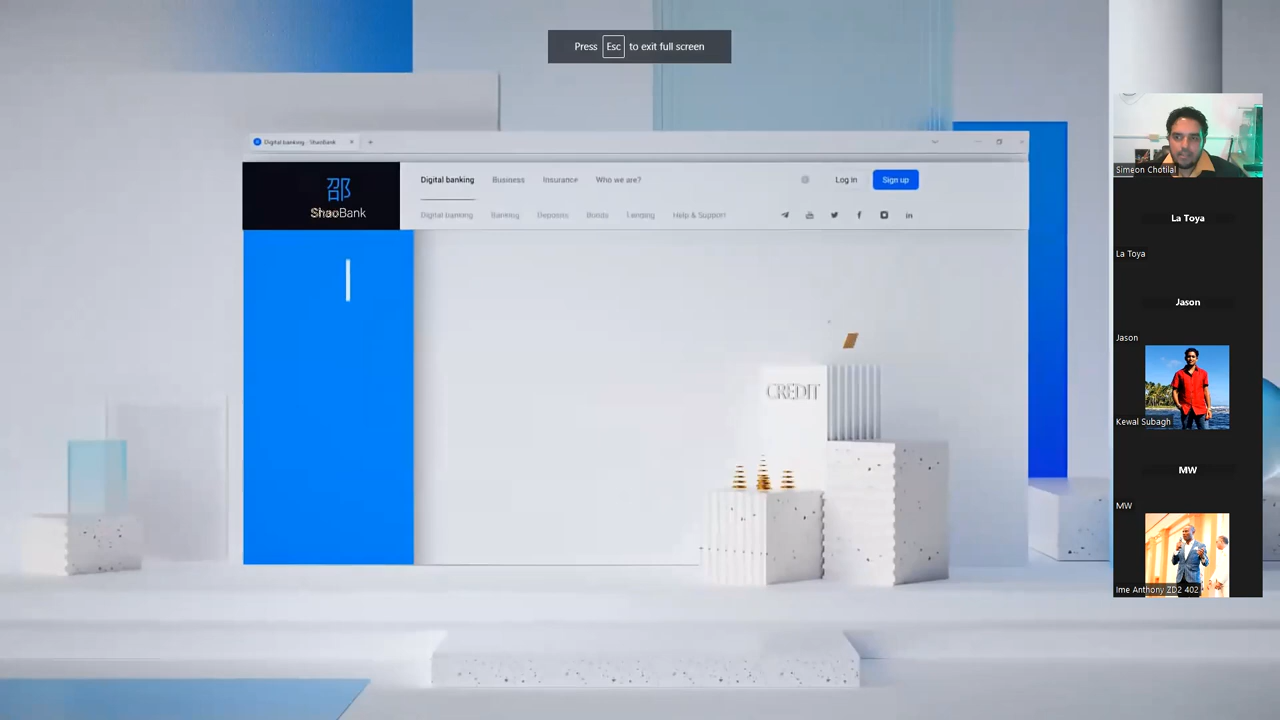 Press Esc to exit full screen
Digital banking - ShaoBank
邵
ShaoBank
Digital banking Business Insurance Who we are? Log in Sign up
Digital banking Banking Deposits Bonds Leasing Help & Support
CREDIT
Simeon Chotilal
La Toya
La Toya
Jason
Jason
Kewal Subagh
MW
MW
Ime Anthony ZD2 402